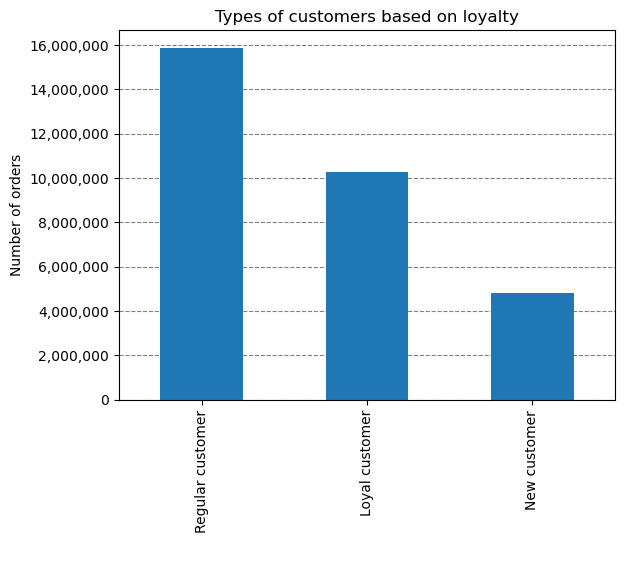 Types of customers based on loyalty
Number of orders
16,000,000
14,000,000
12,000,000
10,000,000
8,000,000
6,000,000
4,000,000
2,000,000
0
Regular customer
Loyal customer
New customer